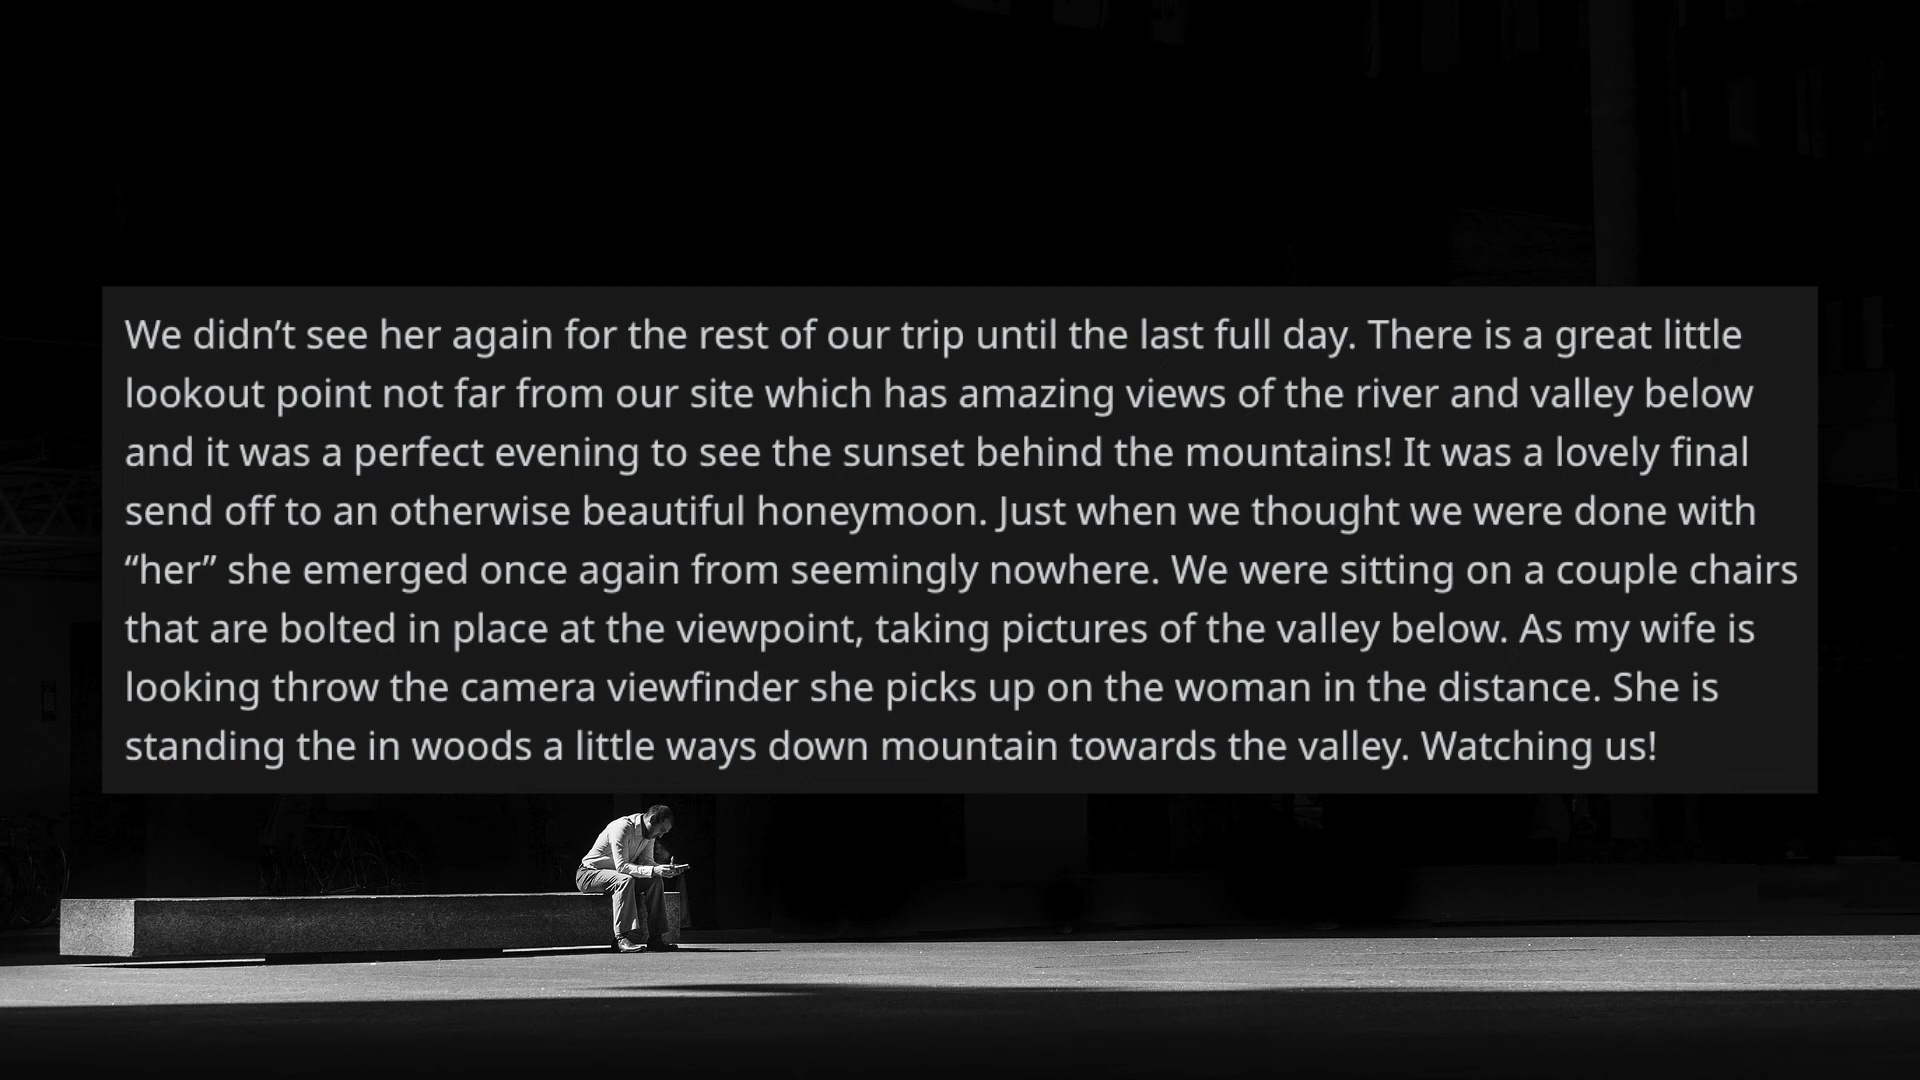 We didn’t see her again for the rest of our trip until the last full day. There is a great little
lookout point not far from our site which has amazing views of the river and valley below
and it was a perfect evening to see the sunset behind the mountains! It was a lovely final
send off to an otherwise beautiful honeymoon. Just when we thought we were done with
“her” she emerged once again from seemingly nowhere. We were sitting on a couple chairs
that are bolted in place at the viewpoint, taking pictures of the valley below. As my wife is
looking throw the camera viewfinder she picks up on the woman in the distance. She is
standing the in woods a little ways down mountain towards the valley. Watching us!